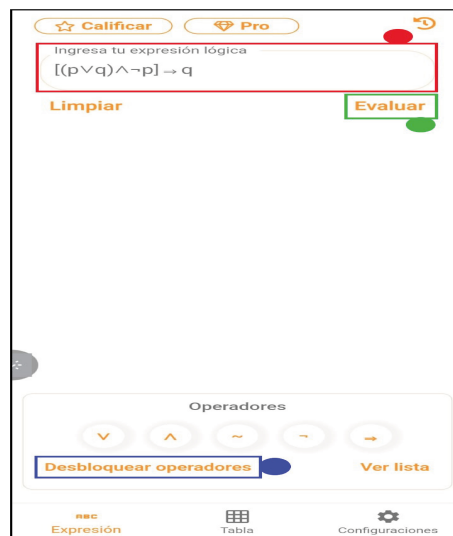 Calificar Pro
Ingresa tu expresión lógica
[(p∨q)∧¬p]→q
Limpiar Evaluar
Operadores
∨ ∧ ~ ¬ →
Desbloquear operadores Ver lista
ABC
Expresión Tabla Configuraciones